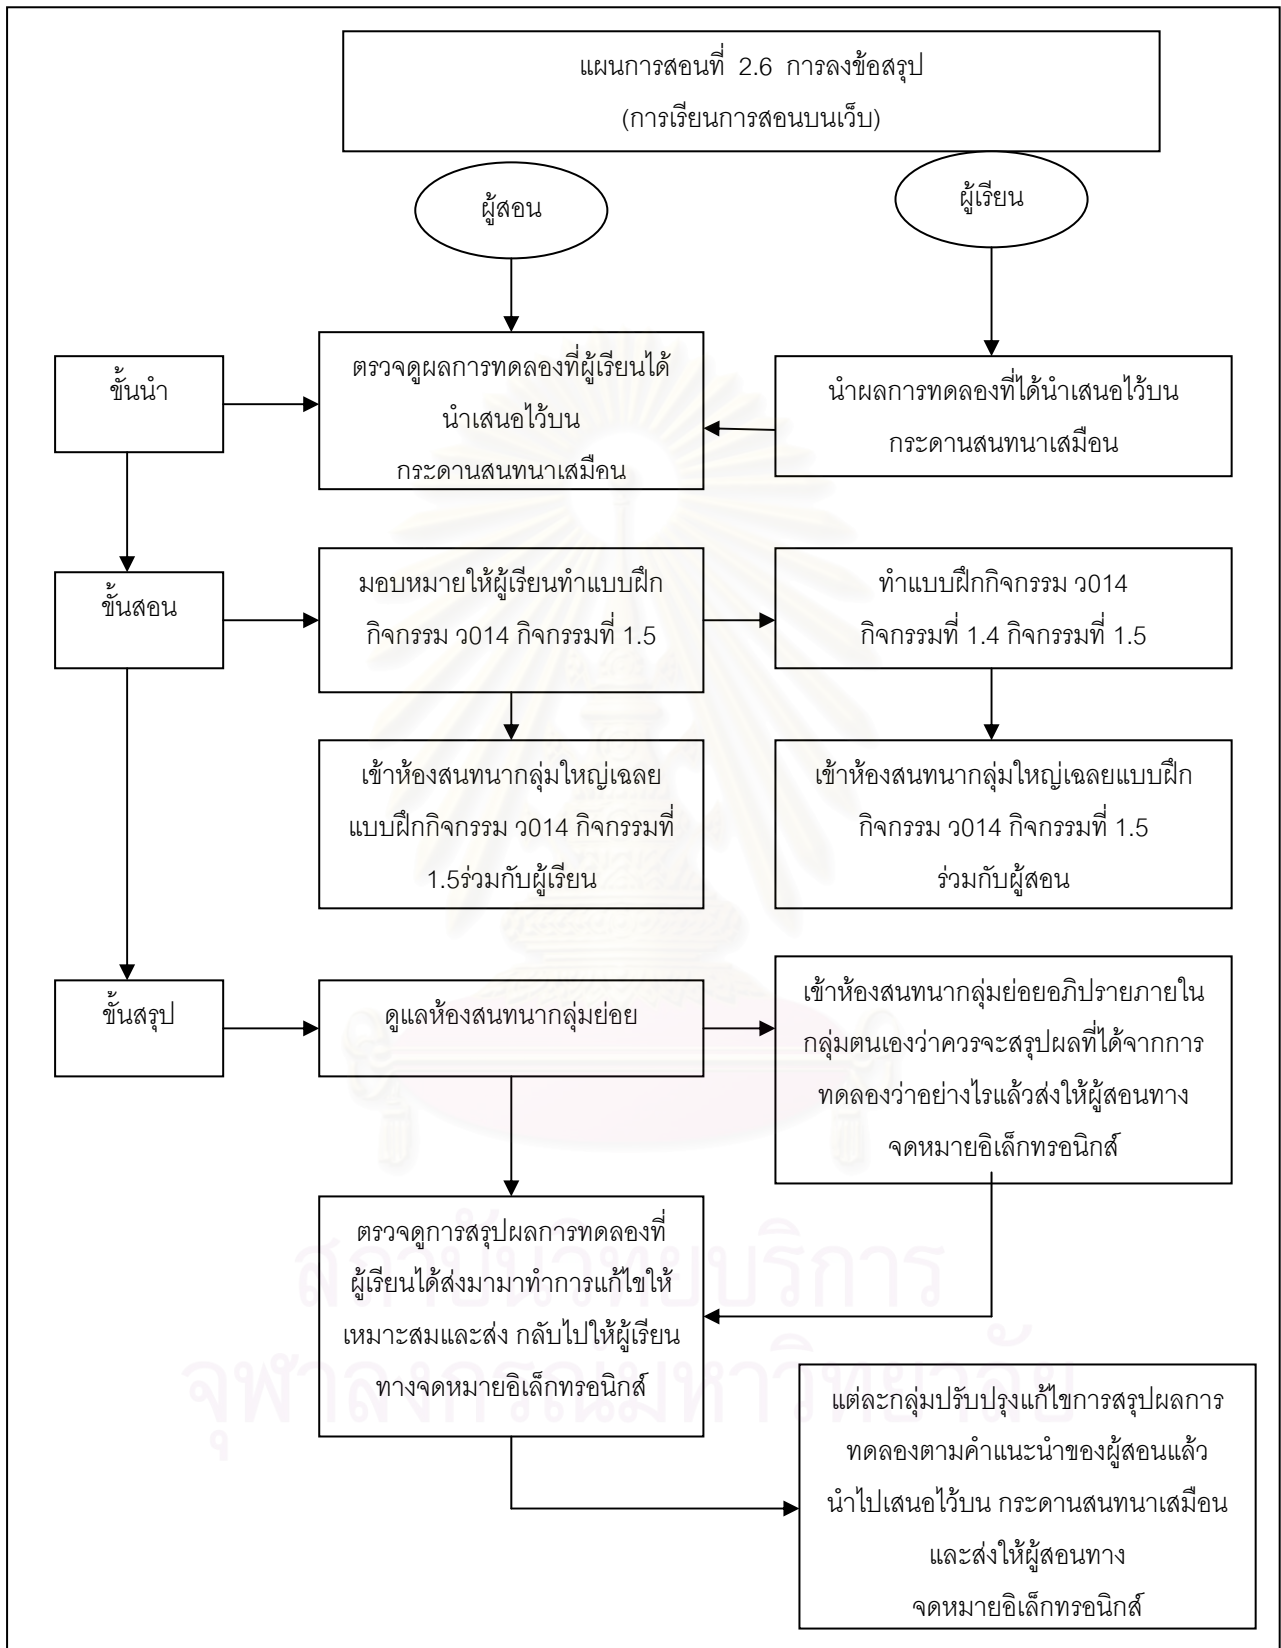 แผนการสอนที่ 2.6 การลงข้อสรุป
(การเรียนการสอนบนเว็บ)
ผู้สอน
ผู้เรียน
ขั้นนำ
ตรวจดูผลการทดลองที่ผู้เรียนได้
นำเสนอไว้บน
กระดานสนทนาเสมือน
นำผลการทดลองที่ได้นำเสนอไว้บน
กระดานสนทนาเสมือน
ขั้นสอน
มอบหมายให้ผู้เรียนทำแบบฝึก
กิจกรรม ว014 กิจกรรมที่ 1.5
ทำแบบฝึกกิจกรรม ว014
กิจกรรมที่ 1.4 กิจกรรมที่ 1.5
เข้าห้องสนทนากลุ่มใหญ่เฉลย
แบบฝึกกิจกรรม ว014 กิจกรรมที่
1.5ร่วมกับผู้เรียน
เข้าห้องสนทนากลุ่มใหญ่เฉลยแบบฝึก
กิจกรรม ว014 กิจกรรมที่ 1.5
ร่วมกับผู้สอน
ขั้นสรุป
ดูแลห้องสนทนากลุ่มย่อย
เข้าห้องสนทนากลุ่มย่อยอภิปรายภายใน
กลุ่มตนเองว่าควรจะสรุปผลที่ได้จากการ
ทดลองว่าอย่างไรแล้วส่งให้ผู้สอนทาง
จดหมายอิเล็กทรอนิกส์
ตรวจดูการสรุปผลการทดลองที่
ผู้เรียนได้ส่งมามาทำการแก้ไขให้
เหมาะสมและส่ง กลับไปให้ผู้เรียน
ทางจดหมายอิเล็กทรอนิกส์
แต่ละกลุ่มปรับปรุงแก้ไขการสรุปผลการ
ทดลองตามคำแนะนำของผู้สอนแล้ว
นำไปเสนอไว้บน กระดานสนทนาเสมือน
และส่งให้ผู้สอนทาง
จดหมายอิเล็กทรอนิกส์
สถาบันวิทยบริการ
จุฬาลงกรณ์มหาวิทยาลัย